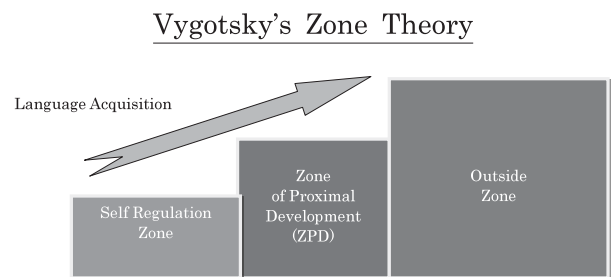 Vygotsky's Zone Theory
Language Acquisition
Self Regulation
Zone
Zone
of Proximal
Development
(ZPD)
Outside
Zone